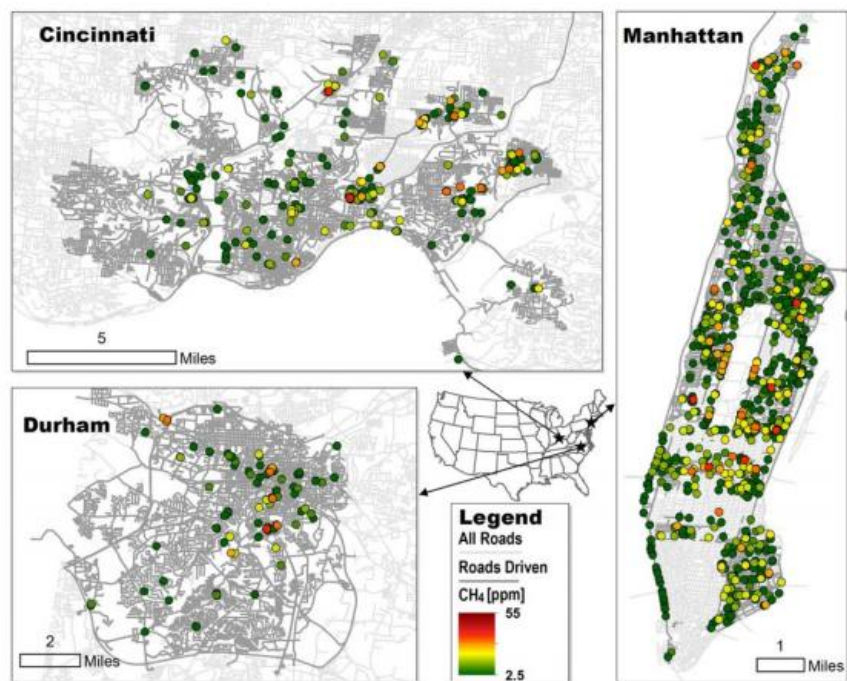 Cincinnati
5
Miles
Manhattan
Durham
2
Miles
Legend
All Roads
Roads Driven
CH₄ [ppm]
55
2.5
1
Miles